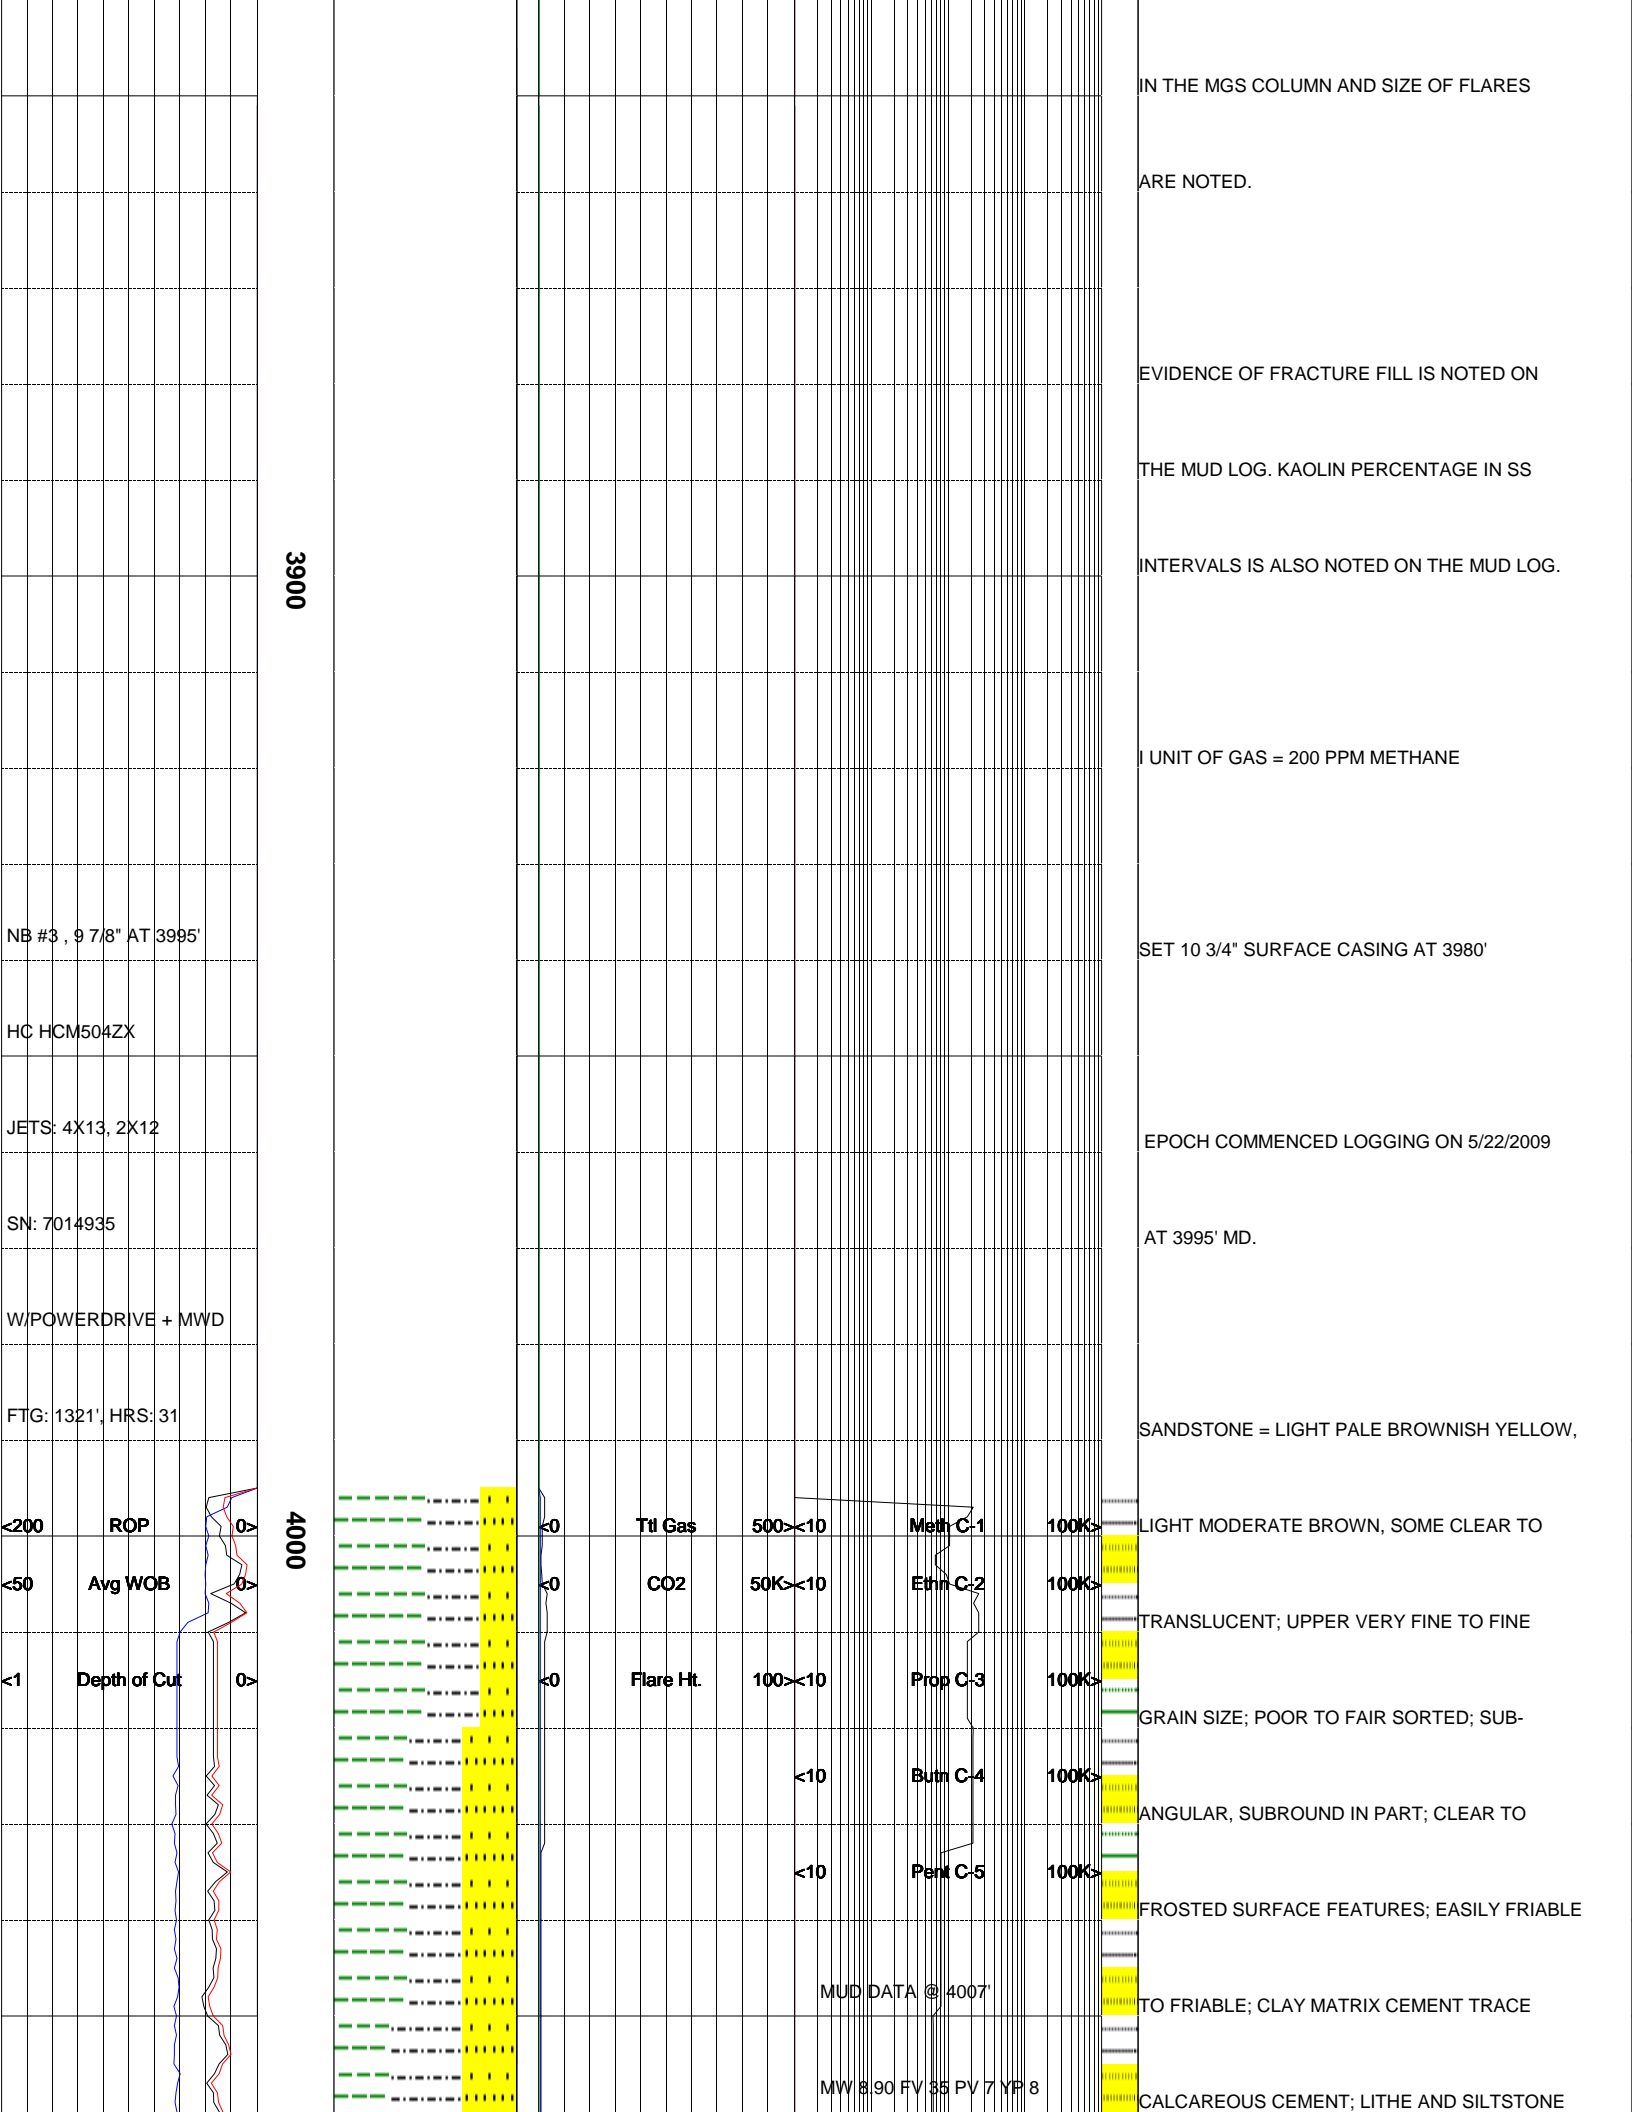 IN THE MGS COLUMN AND SIZE OF FLARES
ARE NOTED.
EVIDENCE OF FRACTURE FILL IS NOTED ON
THE MUD LOG. KAOLIN PERCENTAGE IN SS
3900
INTERVALS IS ALSO NOTED ON THE MUD LOG.
I UNIT OF GAS = 200 PPM METHANE
NB #3 , 9 7/8" AT 3995'
SET 10 3/4" SURFACE CASING AT 3980'
HC HCM504ZX
JETS: 4X13, 2X12
EPOCH COMMENCED LOGGING ON 5/22/2009
SN: 7014935
AT 3995' MD.
W/POWERDRIVE + MWD
FTG: 1321', HRS: 31
SANDSTONE = LIGHT PALE BROWNISH YELLOW,
<200 ROP 0> 4000 <0 Ttl Gas 500><10 Meth C-1 100K> LIGHT MODERATE BROWN, SOME CLEAR TO
<50 Avg WOB 0> <0 CO2 50K><10 Ethn C-2 100K>
TRANSLUCENT; UPPER VERY FINE TO FINE
<1 Depth of Cut 0> <0 Flare Ht. 100><10 Prop C-3 100K>
GRAIN SIZE; POOR TO FAIR SORTED; SUB-
<10 Butn C-4 100K>
ANGULAR, SUBROUND IN PART; CLEAR TO
<10 Pent C-5 100K>
FROSTED SURFACE FEATURES; EASILY FRIABLE
MUD DATA @ 4007'
TO FRIABLE; CLAY MATRIX CEMENT TRACE
MW 8.90 FV 35 PV 7 YP 8
CALCAREOUS CEMENT; LITHE AND SILTSTONE